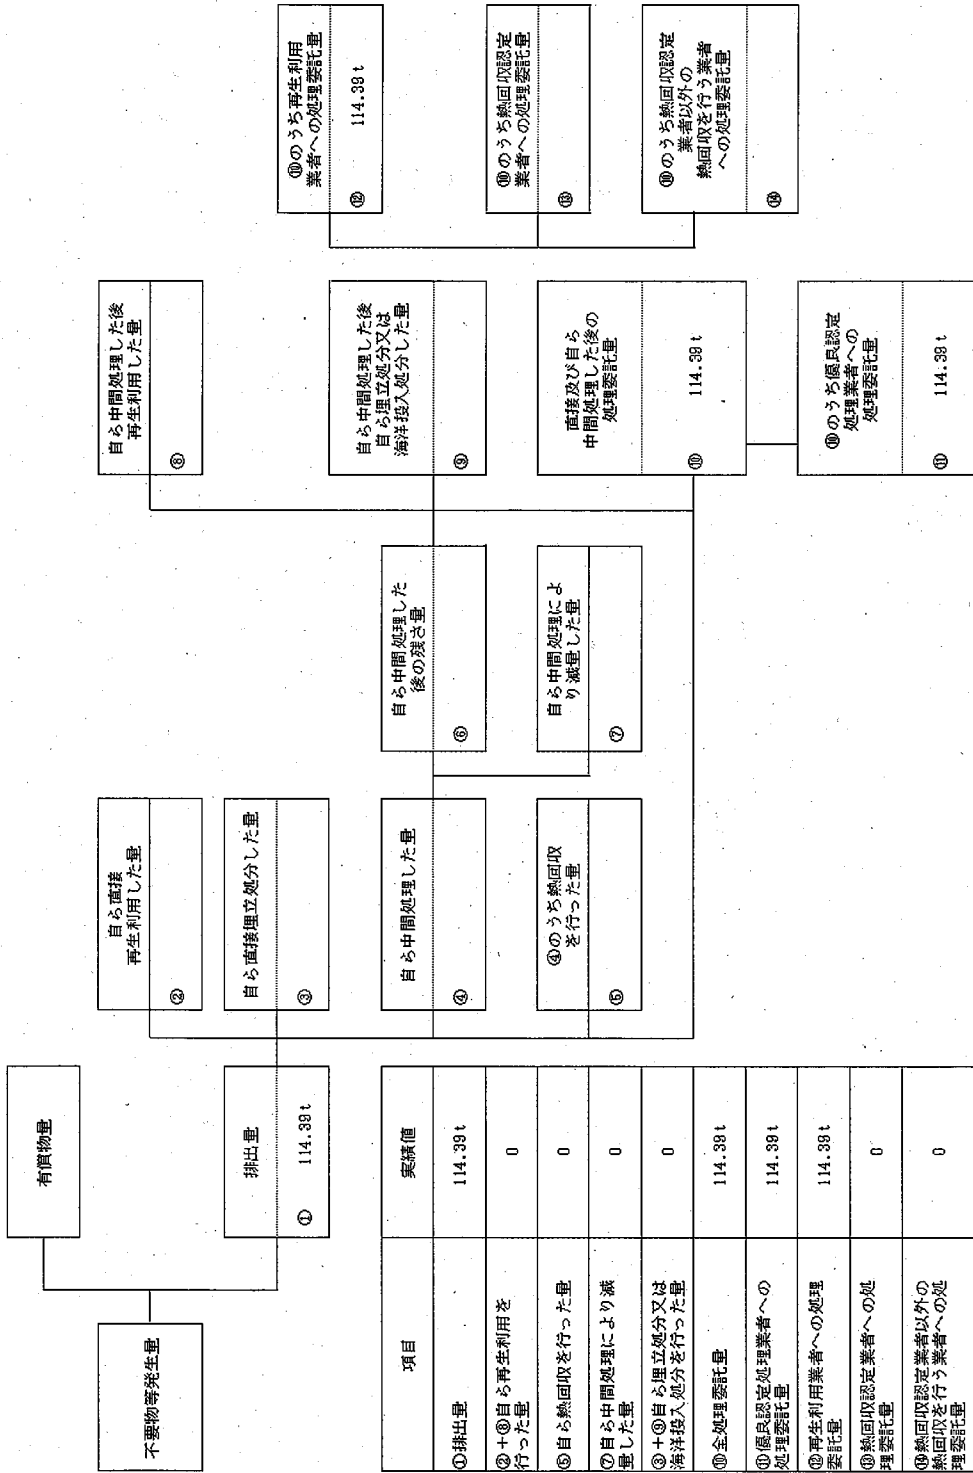 不要物等発生量
有償物量
排出量
① 114.39t
自ら直接
再生利用した量
②
自ら直接埋立処分した量
③
自ら中間処理した量
④
④のうち熱回収
を行った量
⑤
自ら中間処理した
後の残さ量
⑥
自ら中間処理によ
り減量した量
⑦
自ら中間処理した後
再生利用した量
⑧
自ら中間処理した後
自ら埋立処分又は
海洋投入処分した量
⑨
直接及び自ら
中間処理した後の
処理委託量
⑩ 114.39t
⑩のうち優良認定
処理業者への
処理委託量
⑪ 114.39t
⑩のうち再生利用
業者への処理委託量
⑫ 114.39t
⑩のうち熱回収認定
業者への処理委託量
⑬
⑩のうち熱回収認定
業者以外の
熱回収を行う業者
への処理委託量
⑭
項目 実績値
①排出量 114.39t
②+⑧自ら再生利用を
行った量 0
⑤自ら熱回収を行った量 0
⑦自ら中間処理により減
量した量 0
③+⑨自ら埋立処分又は
海洋投入処分を行った量 0
⑩全処理委託量 114.39t
⑪優良認定処理業者への
処理委託量 114.39t
⑫再生利用業者への処理
委託量 114.39t
⑬熱回収認定業者への処
理委託量 0
⑭熱回収認定業者以外の
熱回収を行う業者への処
理委託量 0